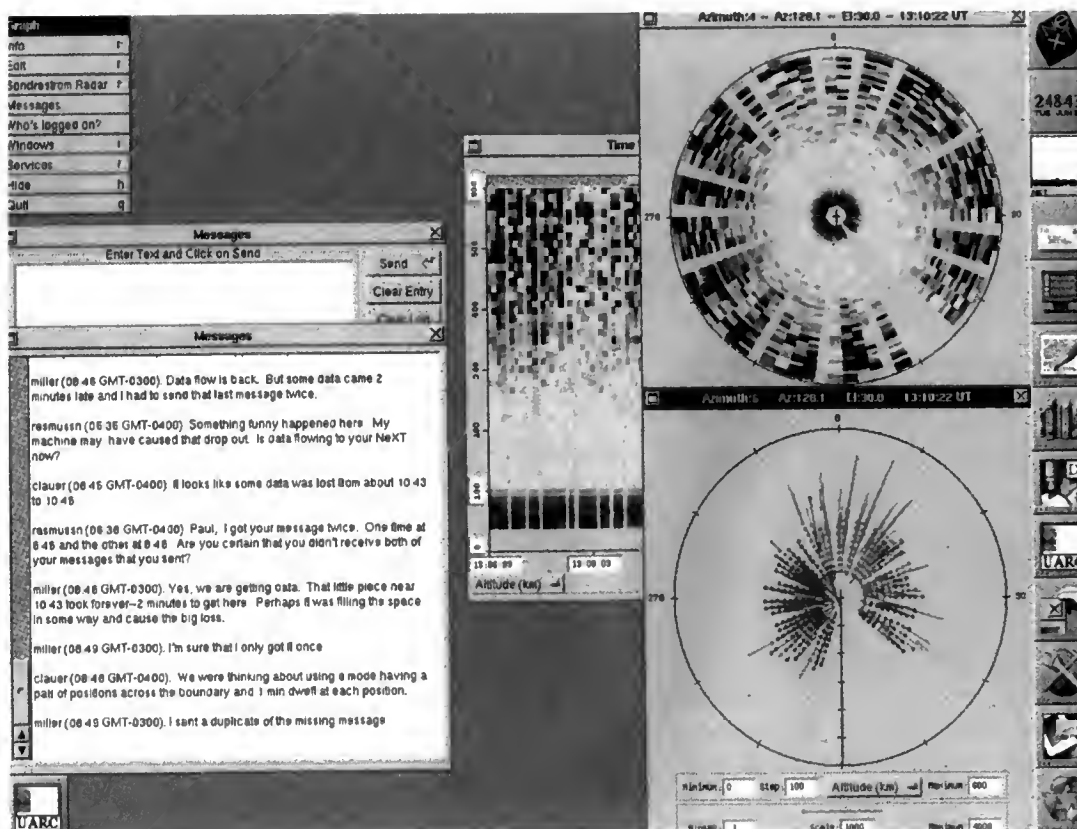 Graph
Info r
Edit r
Sondrestrom Radar r
Messages
Who's logged on?
Windows r
Services r
Hide h
Quit q
Messages
Enter Text and Click on Send
Send
Clear Entry
Messages
miller (08 46 GMT-0300). Data flow is back. But some data came 2
minutes late and I had to send that last message twice.
rasmussn (06 36 GMT-0400) Something funny happened here. My
machine may have caused that drop out. Is data flowing to your NeXT
now?
clauer (08 45 GMT-0400) It looks like some data was lost from about 10 43
to 10 45
rasmussn (06 36 GMT-0400) Paul, I got your message twice. One time at
8 45 and the other at 8 48. Are you certain that you didn't receive both of
your messages that you sent?
miller (08 48 GMT-0300). Yes, we are getting data. That little piece near
10 43 took forever--2 minutes to get here. Perhaps it was filling the space
in some way and cause the big loss.
miller (08 49 GMT-0300). I'm sure that I only got it once
clauer (08 48 GMT-0400). We were thinking about using a mode having a
pair of positions across the boundary and 1 min dwell at each position.
miller (08 49 GMT-0300). I sent a duplicate of the missing message
UARC
Time
300
200
100
0
Altitude (km)
Azimuth:4 ~ Az:128.1 ~ El:30.0 ~ 13:10:22 UT
0
270
90
Az:128.1 El:30.0 13:10:22 UT
0
270
90
Minimum: 0 Step: 100 Altitude (km) Maximum: 600
Scale: 1000
TUE JUN
UARC